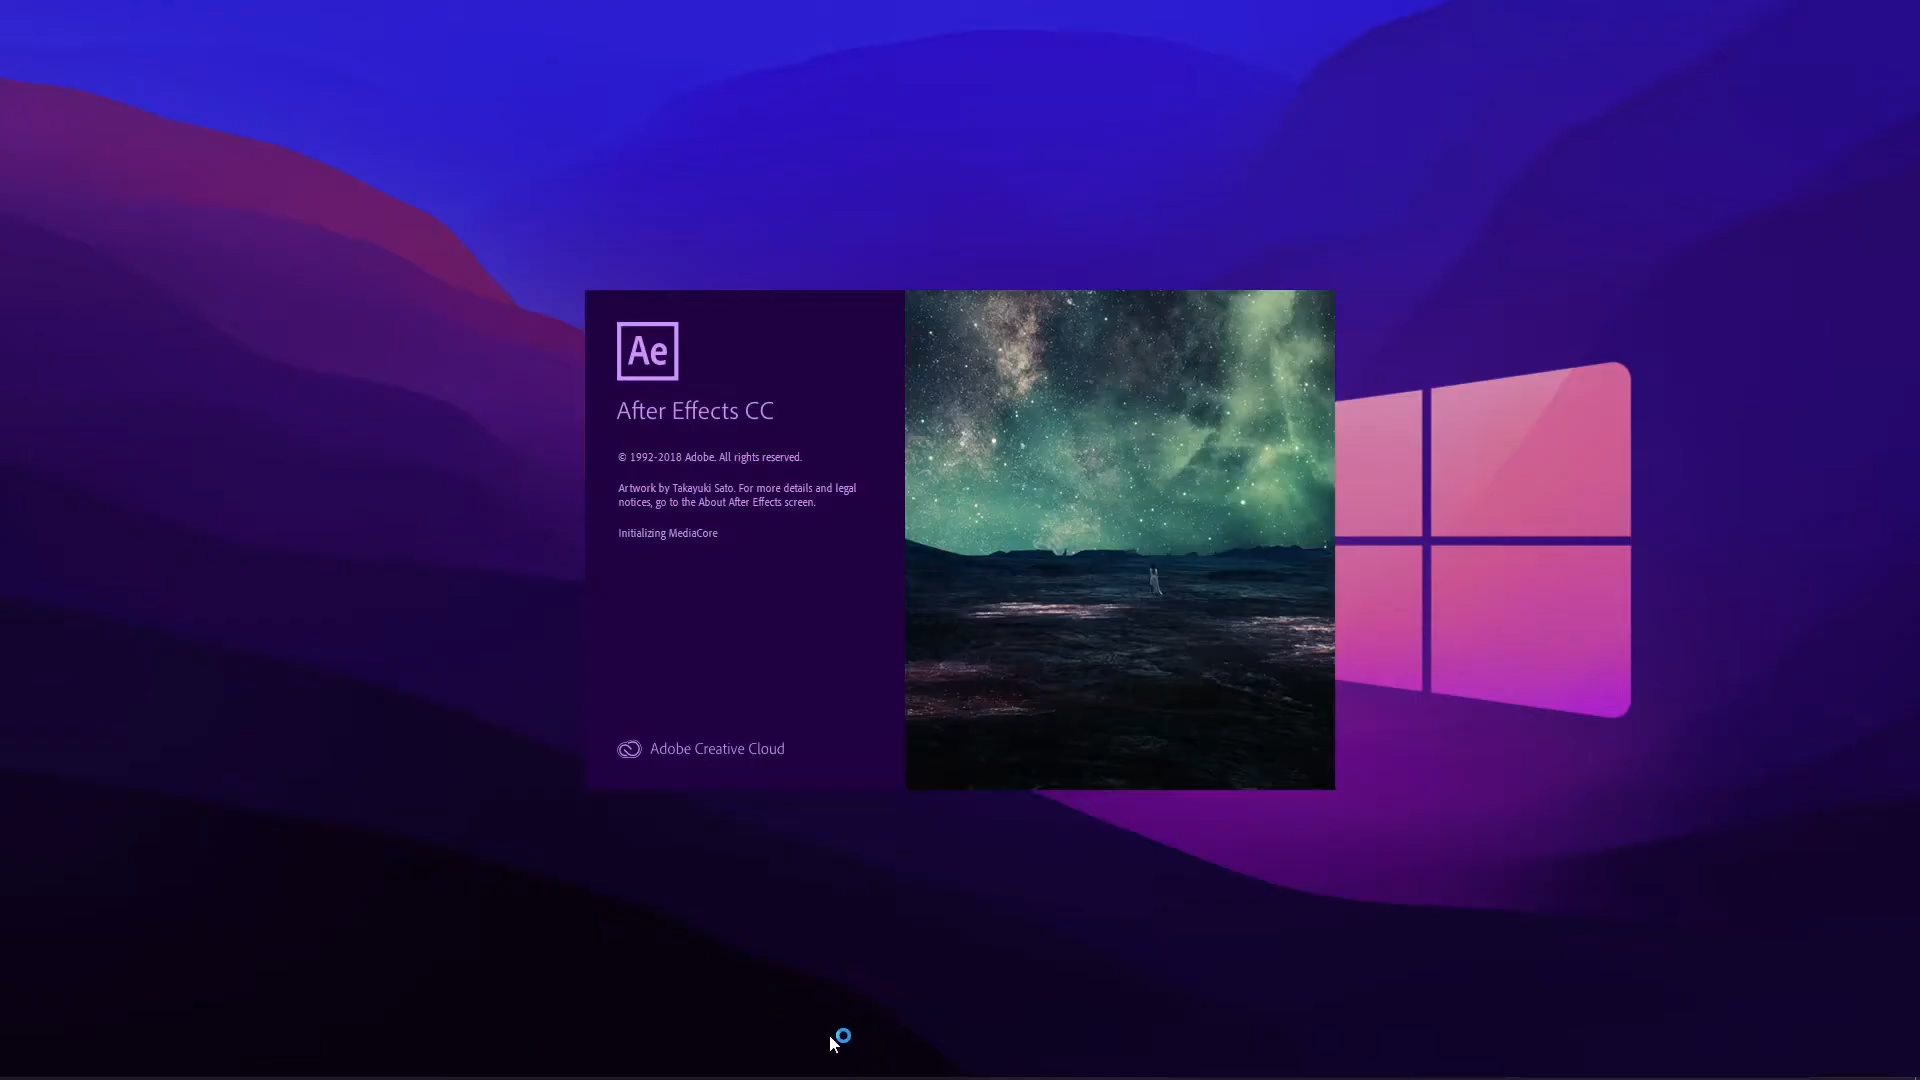 Ae
After Effects CC
© 1992-2018 Adobe. All rights reserved.
Artwork by Takayuki Sato. For more details and legal
notices, go to the About After Effects screen.
Initializing MediaCore
Adobe Creative Cloud